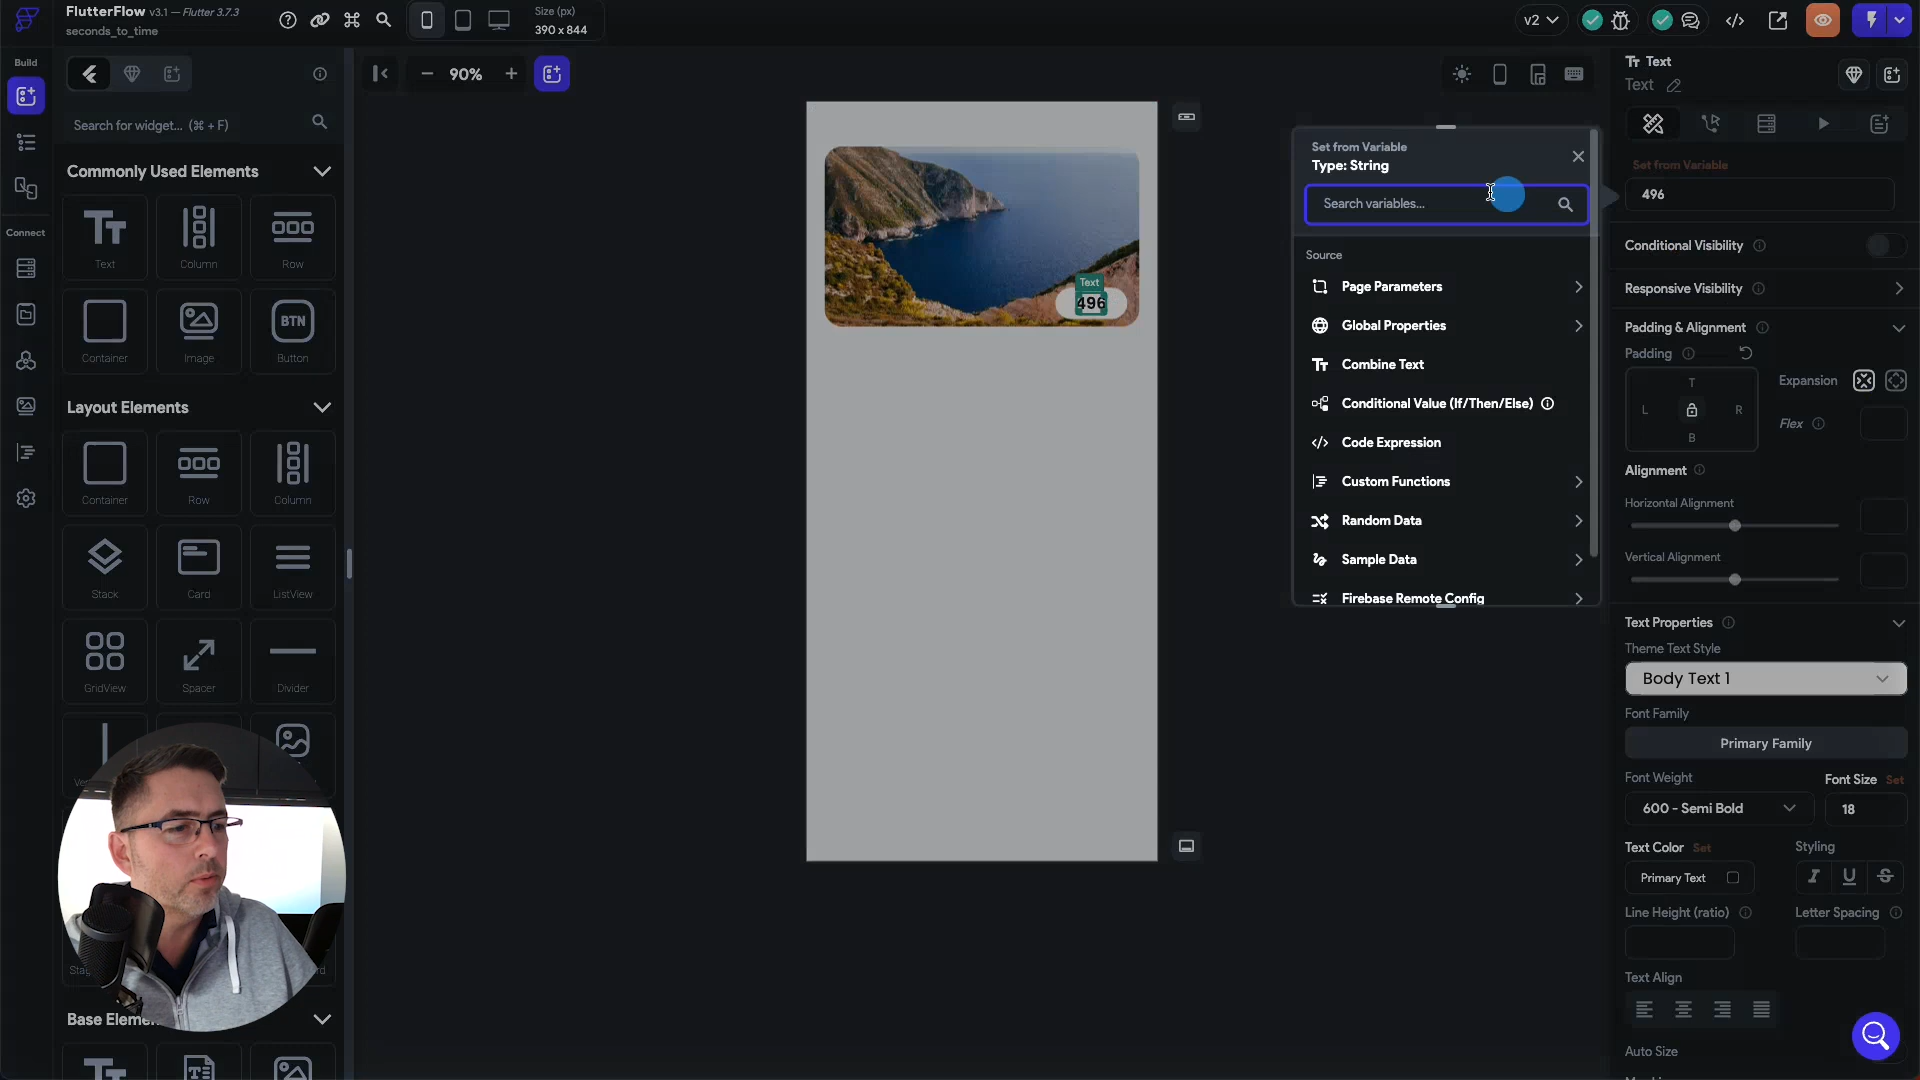 FlutterFlow v3.1 — Flutter 3.7.3
seconds_to_time
Size (px)
390 x 844
v2
Build
Connect
90%
Search for widget... (⌘ + F)
Commonly Used Elements
Text
Column
Row
Container
Image
BTN
Button
Layout Elements
Container
Row
Column
Stack
Card
ListView
GridView
Spacer
Divider
Text
496
Set from Variable
Type: String
Search variables...
Source
Page Parameters
Global Properties
Combine Text
Conditional Value (If/Then/Else)
Code Expression
Custom Functions
Random Data
Sample Data
Firebase Remote Config
Text
Text
Set from Variable
496
Conditional Visibility
Responsive Visibility
Padding & Alignment
Padding
T
L
R
B
Expansion
Flex
Alignment
Horizontal Alignment
Vertical Alignment
Text Properties
Theme Text Style
Body Text 1
Font Family
Primary Family
Font Weight
Font Size Set
600 - Semi Bold
18
Text Color Set
Styling
Primary Text
Line Height (ratio)
Letter Spacing
Text Align
Auto Size